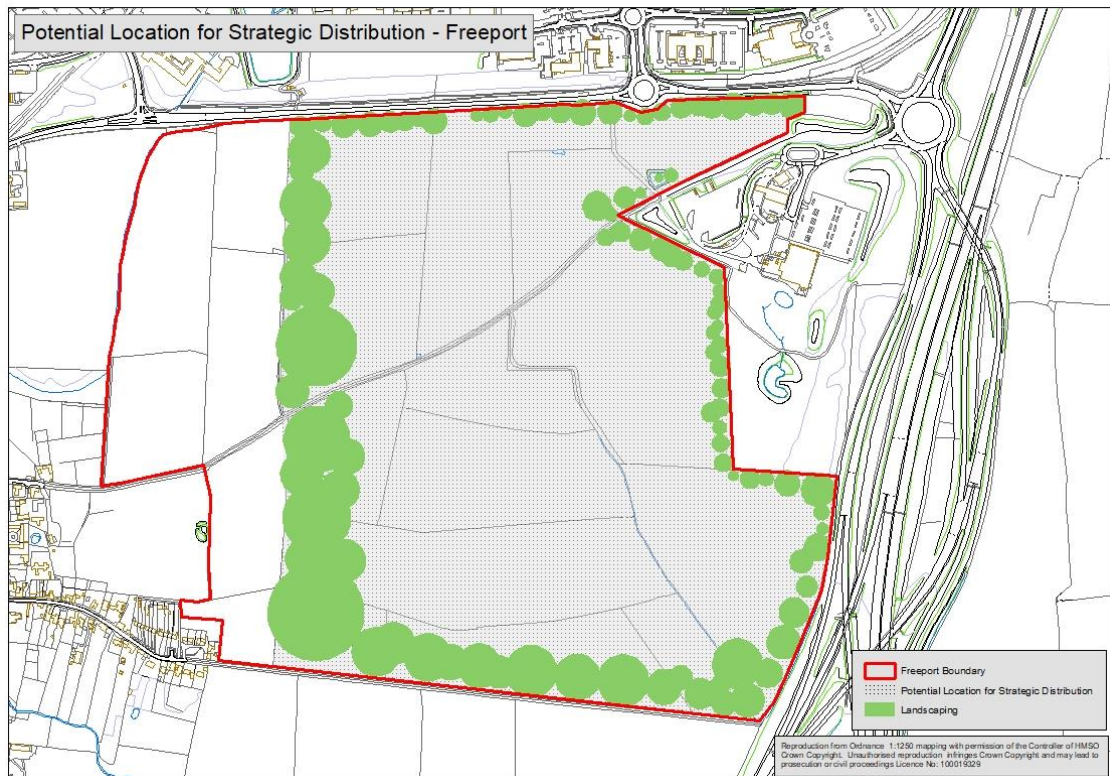 Potential Location for Strategic Distribution - Freeport
Freeport Boundary
Potential Location for Strategic Distribution
Landscaping
Reproduction from Ordnance 1:1250 mapping with permission of the Controller of HMSO
Crown Copyright. Unauthorised reproduction infringes Crown Copyright and may lead to
prosecution or civil proceedings Licence No: 100019329